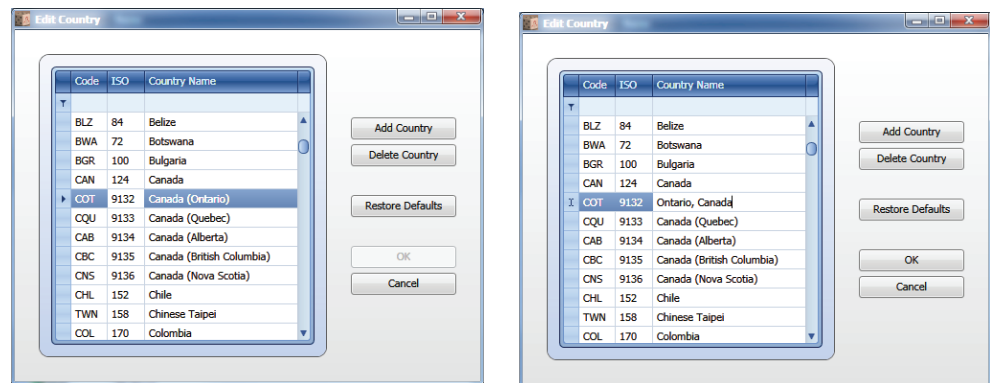 Edit Country
Code ISO Country Name
BLZ 84 Belize
BWA 72 Botswana
BGR 100 Bulgaria
CAN 124 Canada
COT 9132 Canada (Ontario)
CQU 9133 Canada (Quebec)
CAB 9134 Canada (Alberta)
CBC 9135 Canada (British Columbia)
CNS 9136 Canada (Nova Scotia)
CHL 152 Chile
TWN 158 Chinese Taipei
COL 170 Colombia
Add Country
Delete Country
Restore Defaults
OK
Cancel
Edit Country
Code ISO Country Name
BLZ 84 Belize
BWA 72 Botswana
BGR 100 Bulgaria
CAN 124 Canada
COT 9132 Ontario, Canada
CQU 9133 Canada (Quebec)
CAB 9134 Canada (Alberta)
CBC 9135 Canada (British Columbia)
CNS 9136 Canada (Nova Scotia)
CHL 152 Chile
TWN 158 Chinese Taipei
COL 170 Colombia
Add Country
Delete Country
Restore Defaults
OK
Cancel